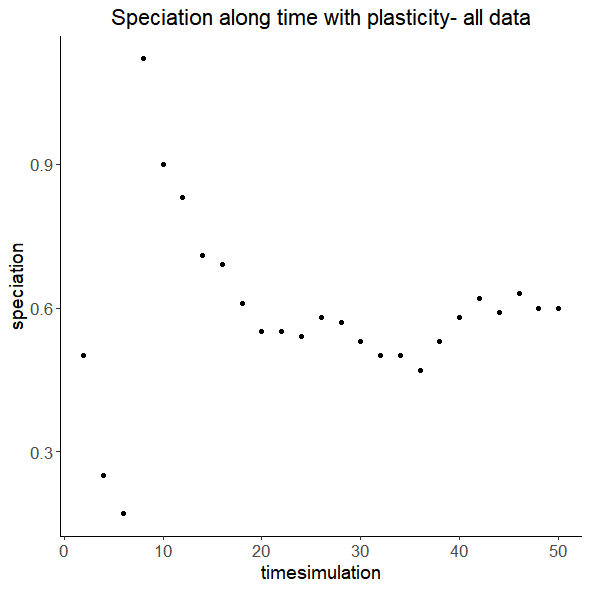 Speciation along time with plasticity- all data
speciation
0.9
0.6
0.3
0 10 20 30 40 50
timesimulation